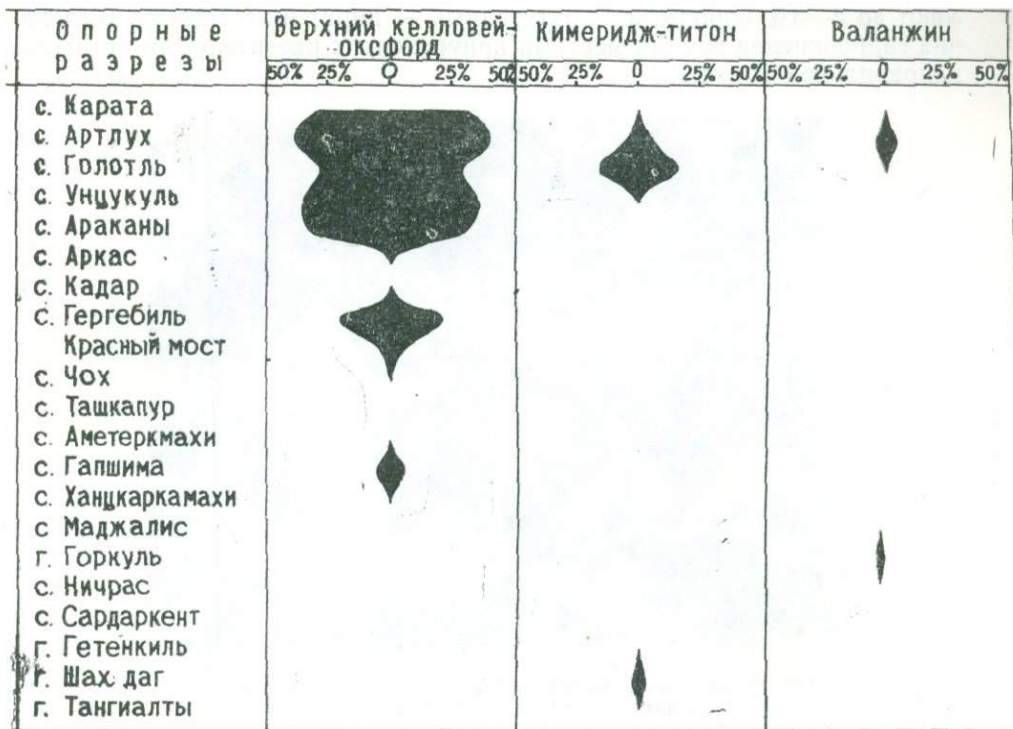 Опорные разрезы
Верхний келловей-оксфорд
Кимеридж-титон
Валанжин
50% 25% 0 25% 50%
50% 25% 0 25% 50%
50% 25% 0 25% 50%
с. Карата
с. Артлух
с. Голотль
с. Унцукуль
с. Араканы
с. Аркас
с. Кадар
с. Гергебиль
Красный мост
с. Чох
с. Ташкапур
с. Аметеркмахи
с. Гапшима
с. Ханцкаркамахи
с Маджалис
г. Горкуль
с. Ничрас
с. Сардаркент
г. Гетенкиль
г. Шах даг
г. Тангиалты